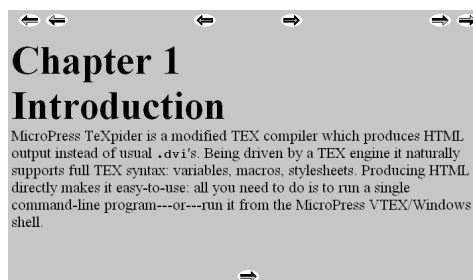 Chapter 1
Introduction
MicroPress TeXpider is a modified TEX compiler which produces HTML
output instead of usual .dvi's. Being driven by a TEX engine it naturally
supports full TEX syntax: variables, macros, stylesheets. Producing HTML
directly makes it easy-to-use: all you need to do is to run a single
command-line program---or---run it from the MicroPress VTEX/Windows
shell.